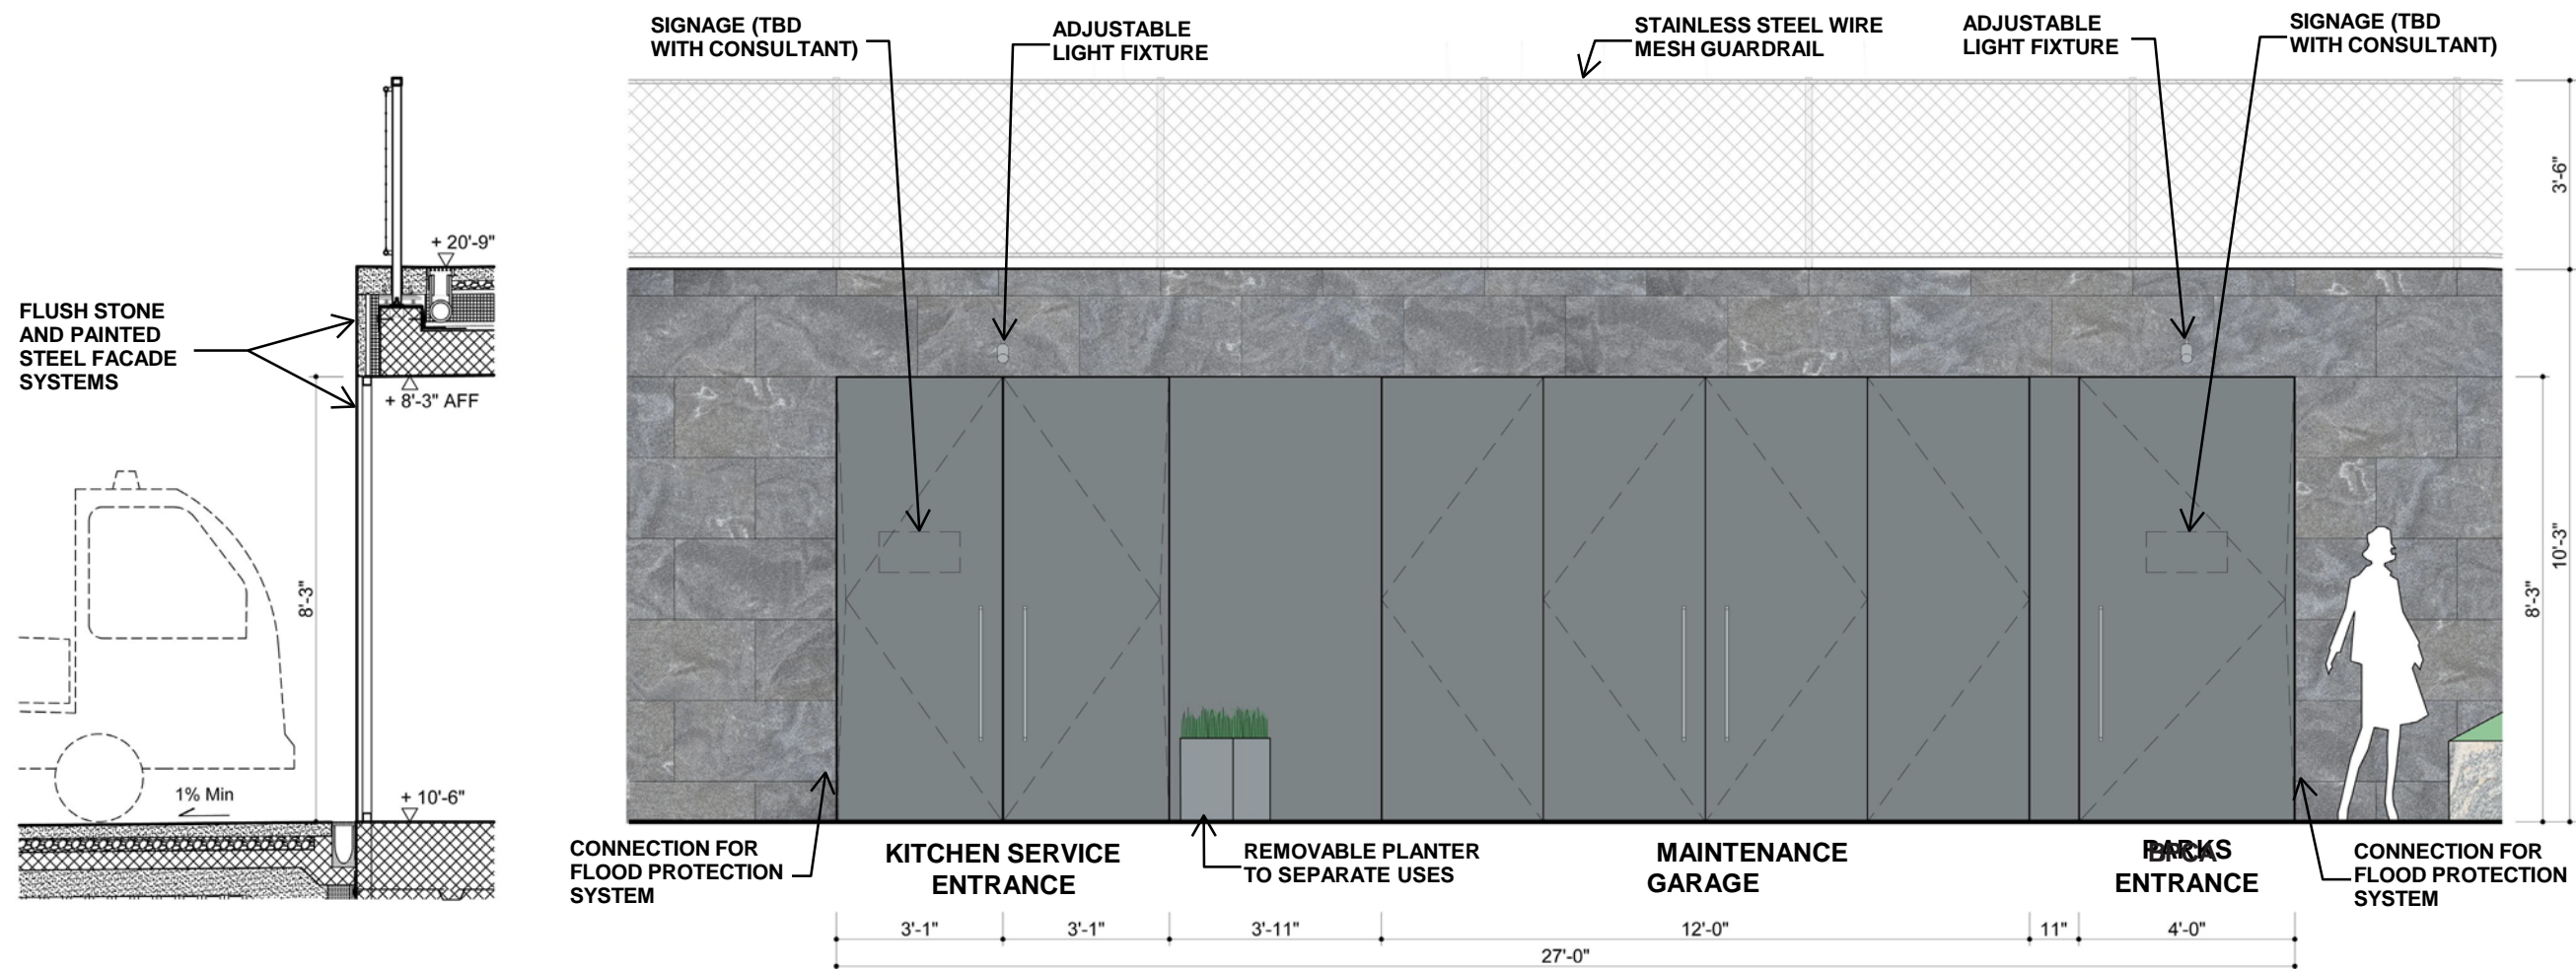 SIGNAGE (TBD
WITH CONSULTANT)
ADJUSTABLE
LIGHT FIXTURE
STAINLESS STEEL WIRE
MESH GUARDRAIL
ADJUSTABLE
LIGHT FIXTURE
SIGNAGE (TBD
WITH CONSULTANT)
3'-6"
+ 20'-9"
FLUSH STONE
AND PAINTED
STEEL FACADE
SYSTEMS
+ 8'-3" AFF
8'-3"
10'-3"
8'-3"
1% Min
+ 10'-6"
CONNECTION FOR
FLOOD PROTECTION
SYSTEM
KITCHEN SERVICE
ENTRANCE
REMOVABLE PLANTER
TO SEPARATE USES
MAINTENANCE
GARAGE
PARKS
ENTRANCE
CONNECTION FOR
FLOOD PROTECTION
SYSTEM
3'-1"
3'-1"
3'-11"
12'-0"
11"
4'-0"
27'-0"